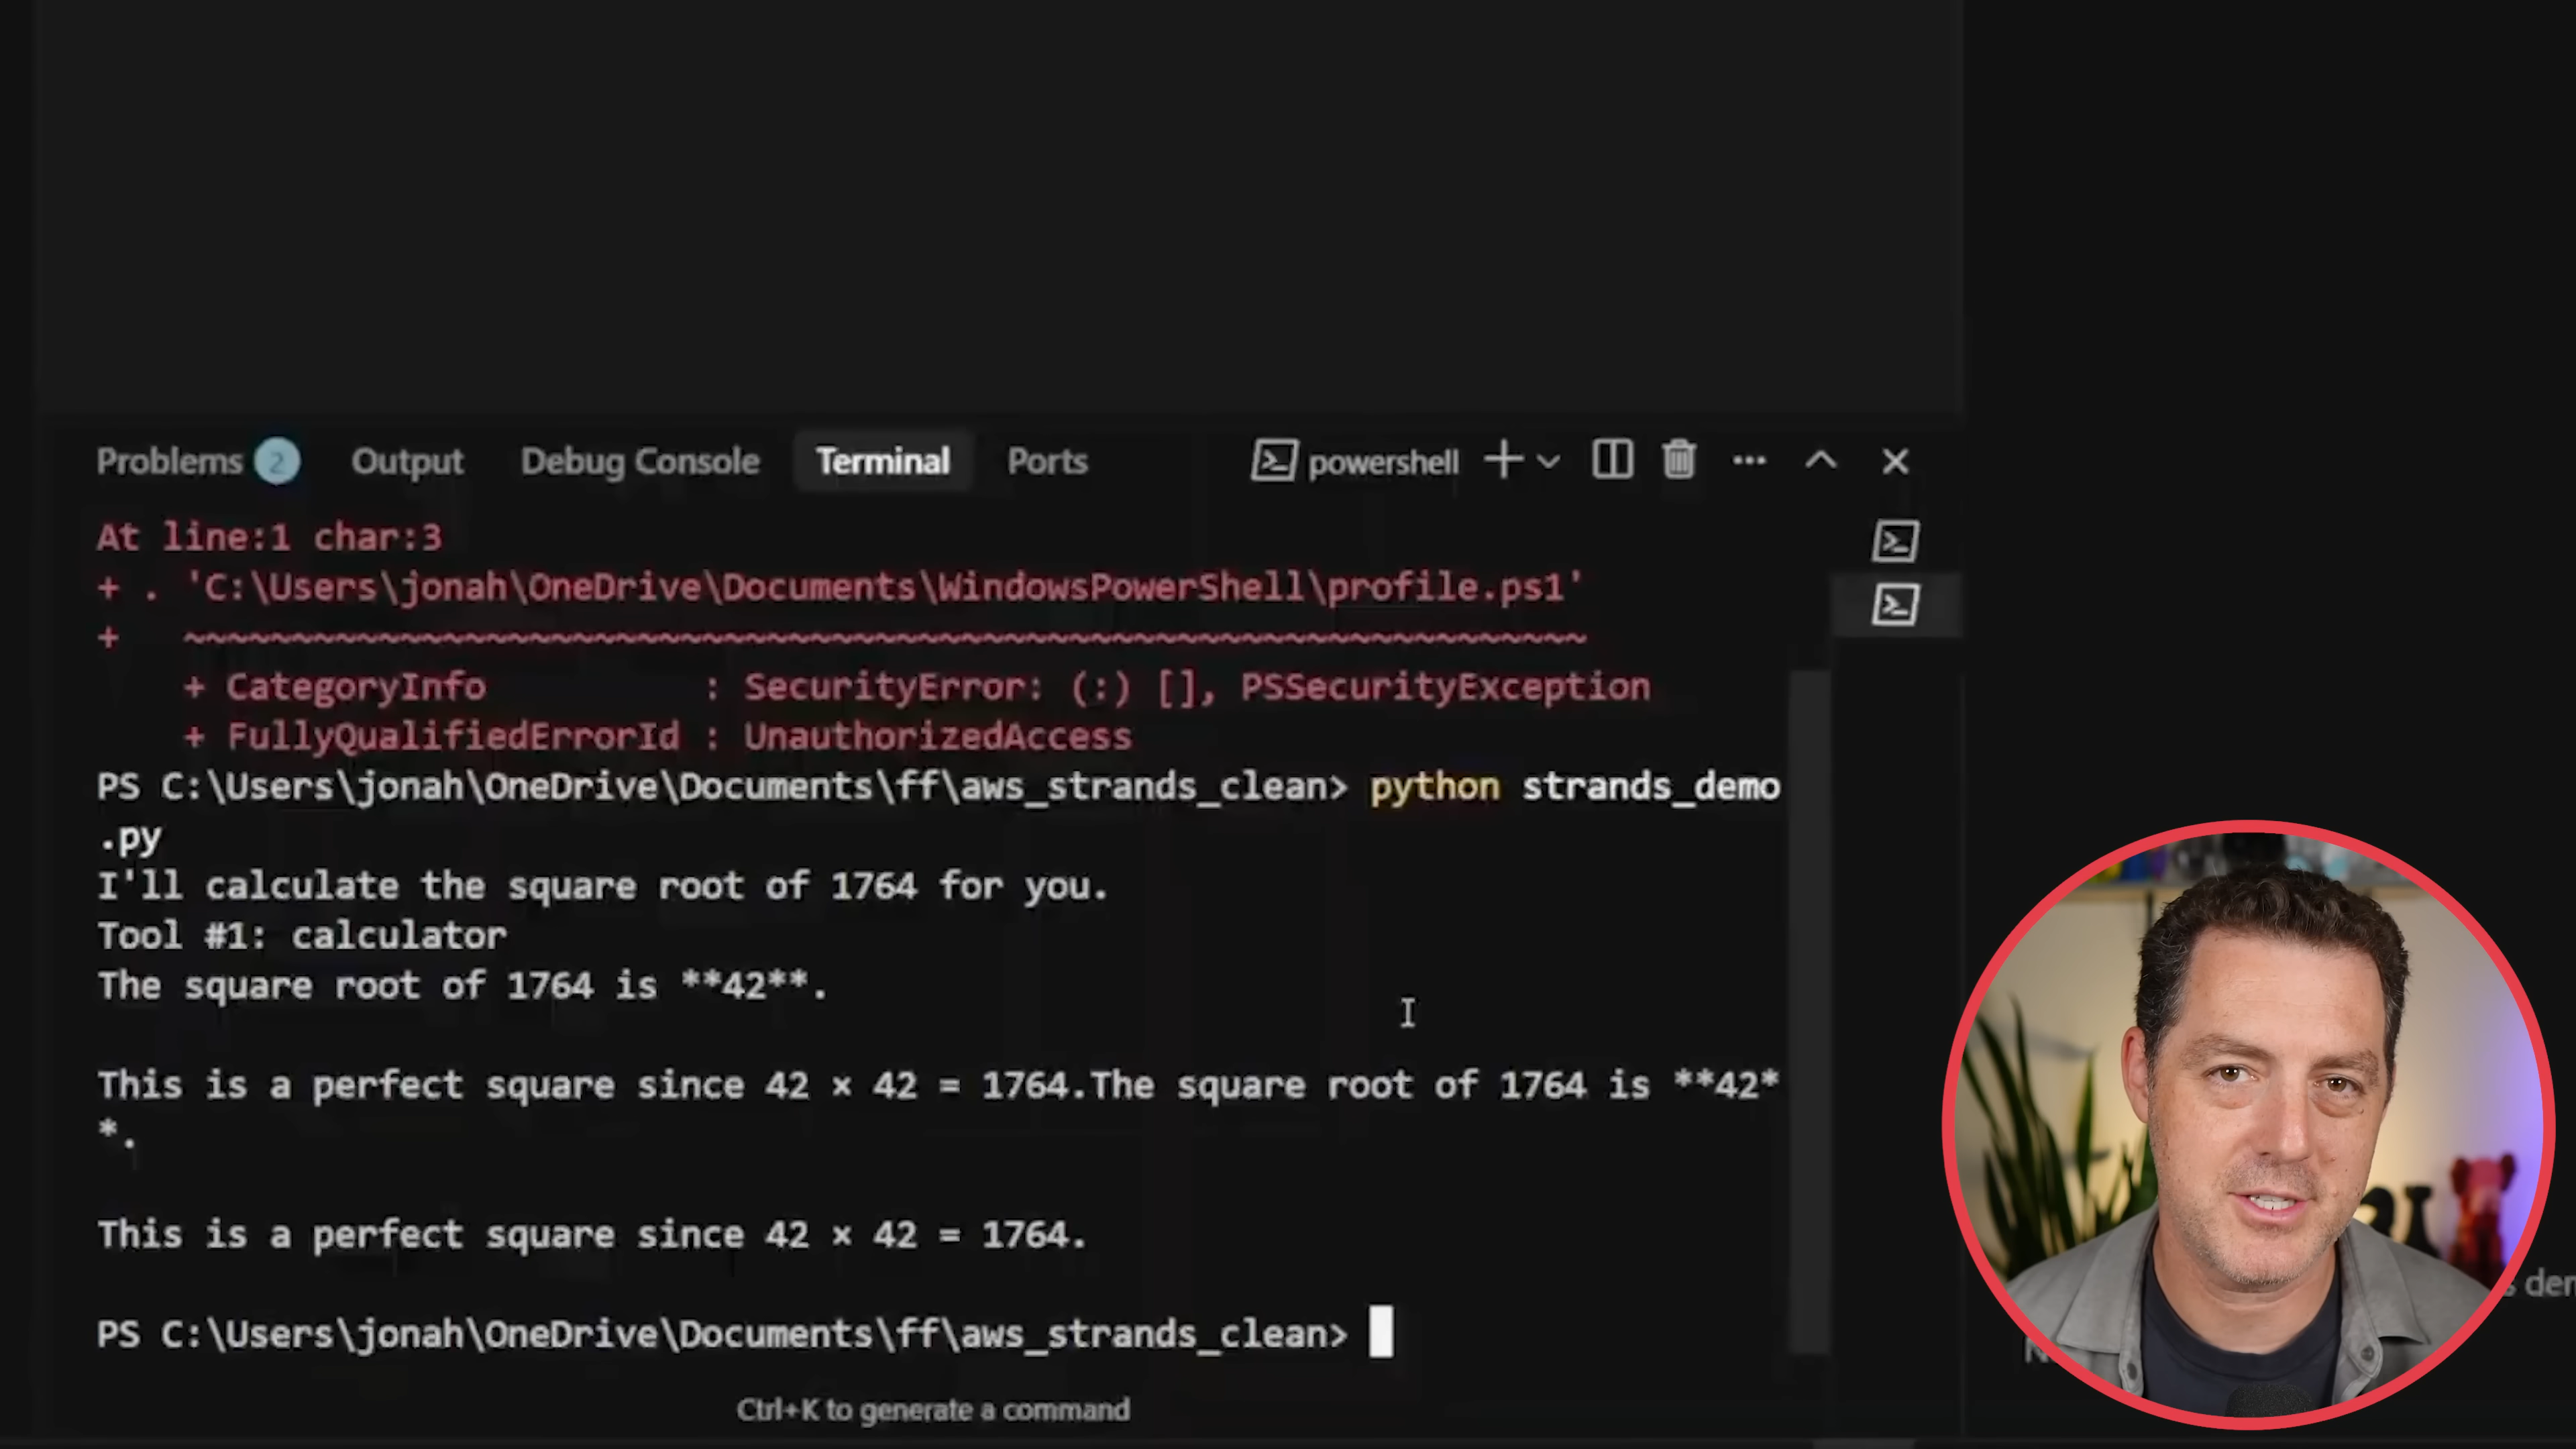 Problems 2 Output Debug Console Terminal Ports powershell
At line:1 char:3
+ . 'C:\Users\jonah\OneDrive\Documents\WindowsPowerShell\profile.ps1'
+   ~~~~~~~~~~~~~~~~~~~~~~~~~~~~~~~~~~~~~~~~~~~~~~~~~~~~~~~~~~~~~~~~~
    + CategoryInfo          : SecurityError: (:) [], PSSecurityException
    + FullyQualifiedErrorId : UnauthorizedAccess
PS C:\Users\jonah\OneDrive\Documents\ff\aws_strands_clean> python strands_demo
.py
I'll calculate the square root of 1764 for you.
Tool #1: calculator
The square root of 1764 is **42**.
This is a perfect square since 42 × 42 = 1764.The square root of 1764 is **42*
*.
This is a perfect square since 42 × 42 = 1764.
PS C:\Users\jonah\OneDrive\Documents\ff\aws_strands_clean>
Ctrl+K to generate a command